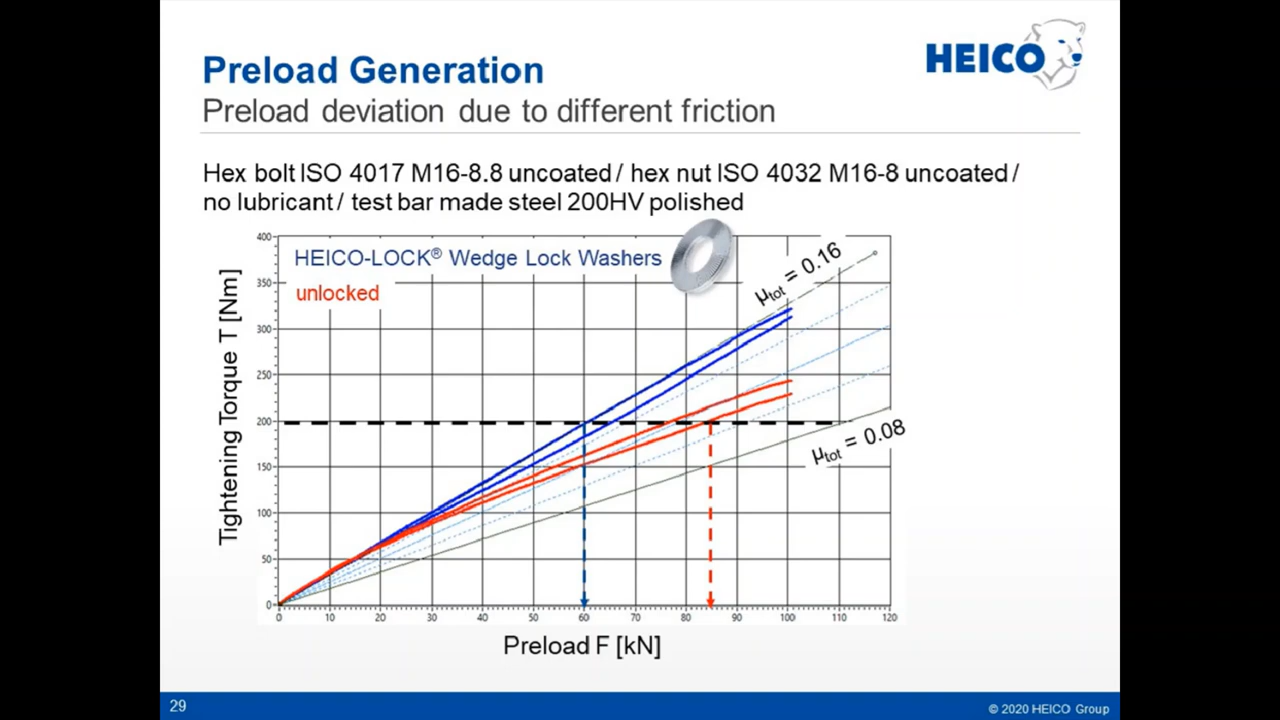 HEICO
Preload Generation
Preload deviation due to different friction
Hex bolt ISO 4017 M16-8.8 uncoated / hex nut ISO 4032 M16-8 uncoated /
no lubricant / test bar made steel 200HV polished
HEICO-LOCK® Wedge Lock Washers
unlocked
μtot = 0.16
μtot = 0.08
Tightening Torque T [Nm]
400
350
300
250
200
150
100
50
0
0 10 20 30 40 50 60 70 80 90 100 110 120
Preload F [kN]
29
© 2020 HEICO Group